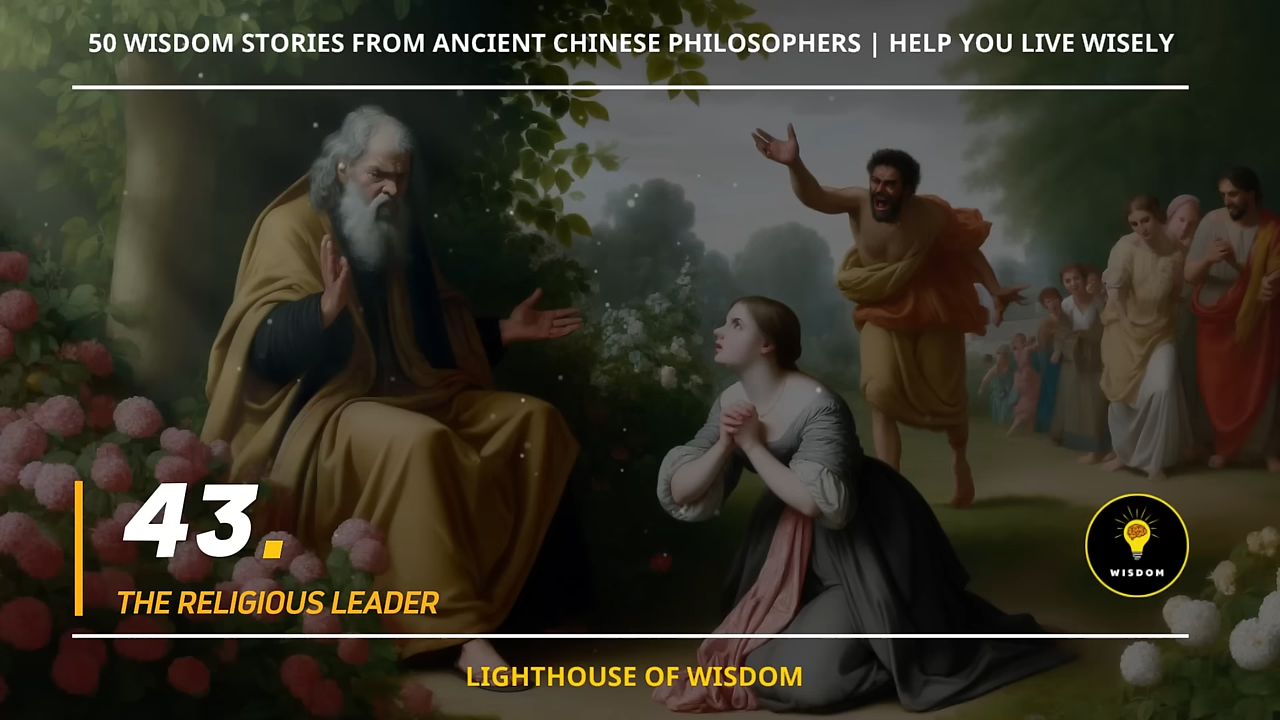 50 WISDOM STORIES FROM ANCIENT CHINESE PHILOSOPHERS | HELP YOU LIVE WISELY
43.
THE RELIGIOUS LEADER
WISDOM
LIGHTHOUSE OF WISDOM